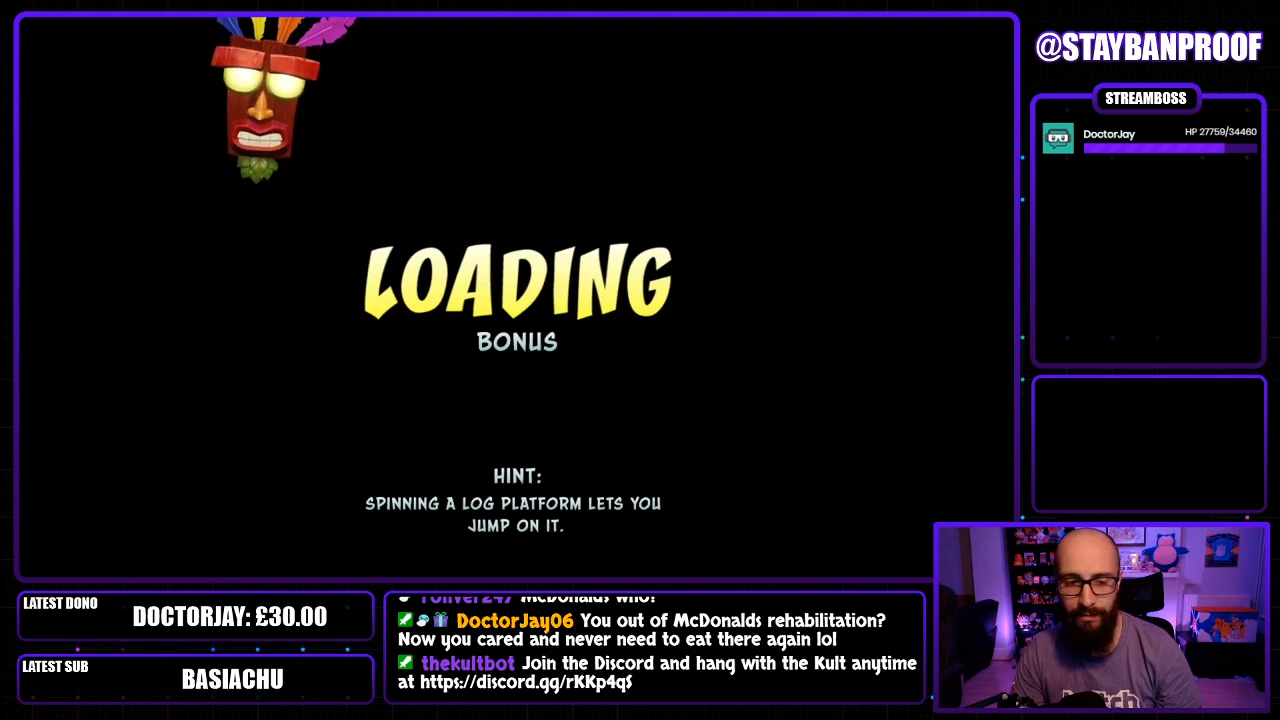 @STAYBANPROOF
STREAMBOSS
DoctorJay
HP 27759/34460
LOADING
BONUS
HINT:
SPINNING A LOG PLATFORM LETS YOU
JUMP ON IT.
LATEST DONO
DOCTORJAY: £30.00
LATEST SUB
BASIACHU
McDonalds who?
DoctorJay06 You out of McDonalds rehabilitation?
Now you cared and never need to eat there again lol
thekultbot Join the Discord and hang with the Kult anytime
at https://discord.gg/rKKp4qS